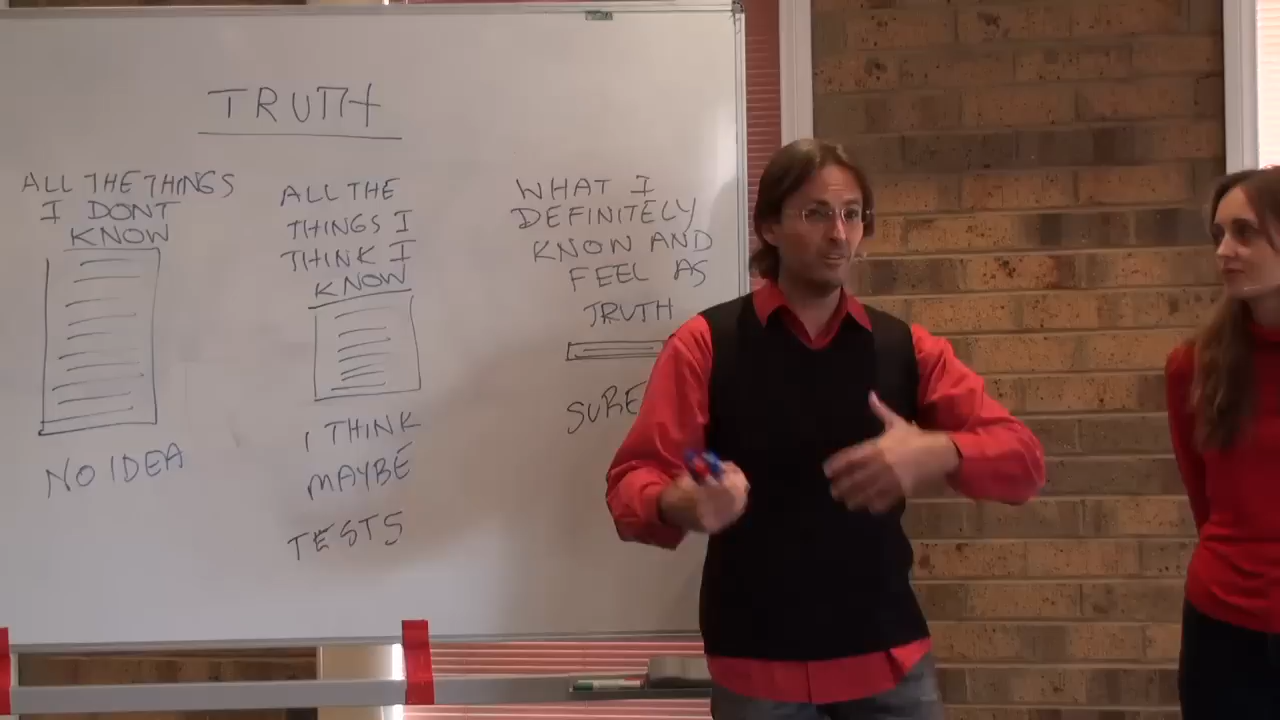 TRUTH
ALL THE THINGS
I DONT
KNOW
NO IDEA
ALL THE
THINGS I
THINK I
KNOW
I THINK
MAYBE
TESTS
WHAT I
DEFINITELY
KNOW AND
FEEL AS
TRUTH
SURE